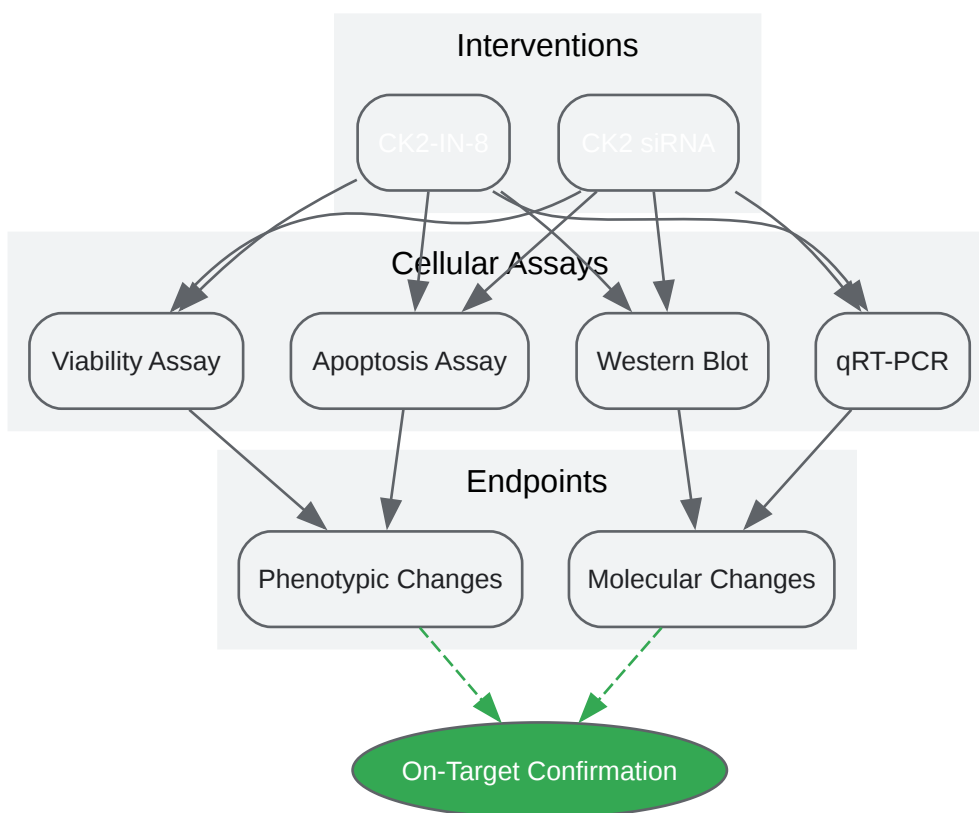 Interventions
CK2-IN-8
CK2 siRNA
Cellular Assays
Viability Assay
Apoptosis Assay
Western Blot
qRT-PCR
Endpoints
Phenotypic Changes
Molecular Changes
On-Target Confirmation